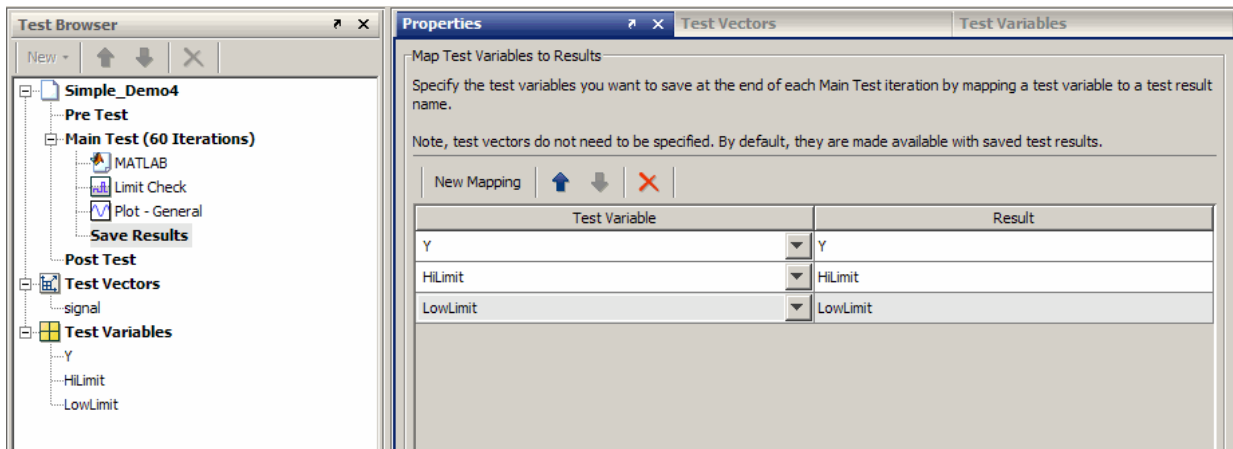 Test Browser
New
Simple_Demo4
Pre Test
Main Test (60 Iterations)
MATLAB
Limit Check
Plot - General
Save Results
Post Test
Test Vectors
signal
Test Variables
Y
HiLimit
LowLimit
Properties
Test Vectors
Test Variables
Map Test Variables to Results
Specify the test variables you want to save at the end of each Main Test iteration by mapping a test variable to a test result
name.
Note, test vectors do not need to be specified. By default, they are made available with saved test results.
New Mapping
Test Variable Result
Y Y
HiLimit HiLimit
LowLimit LowLimit